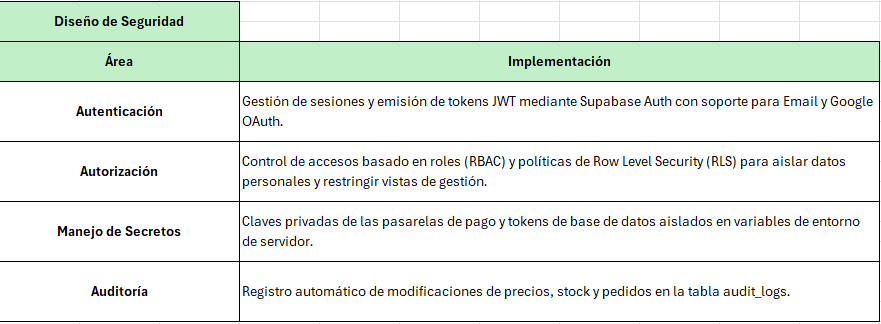 Diseño de Seguridad
Área
Implementación
Autenticación
Gestión de sesiones y emisión de tokens JWT mediante Supabase Auth con soporte para Email y Google
OAuth.
Autorización
Control de accesos basado en roles (RBAC) y políticas de Row Level Security (RLS) para aislar datos
personales y restringir vistas de gestión.
Manejo de Secretos
Claves privadas de las pasarelas de pago y tokens de base de datos aislados en variables de entorno
de servidor.
Auditoría
Registro automático de modificaciones de precios, stock y pedidos en la tabla audit_logs.